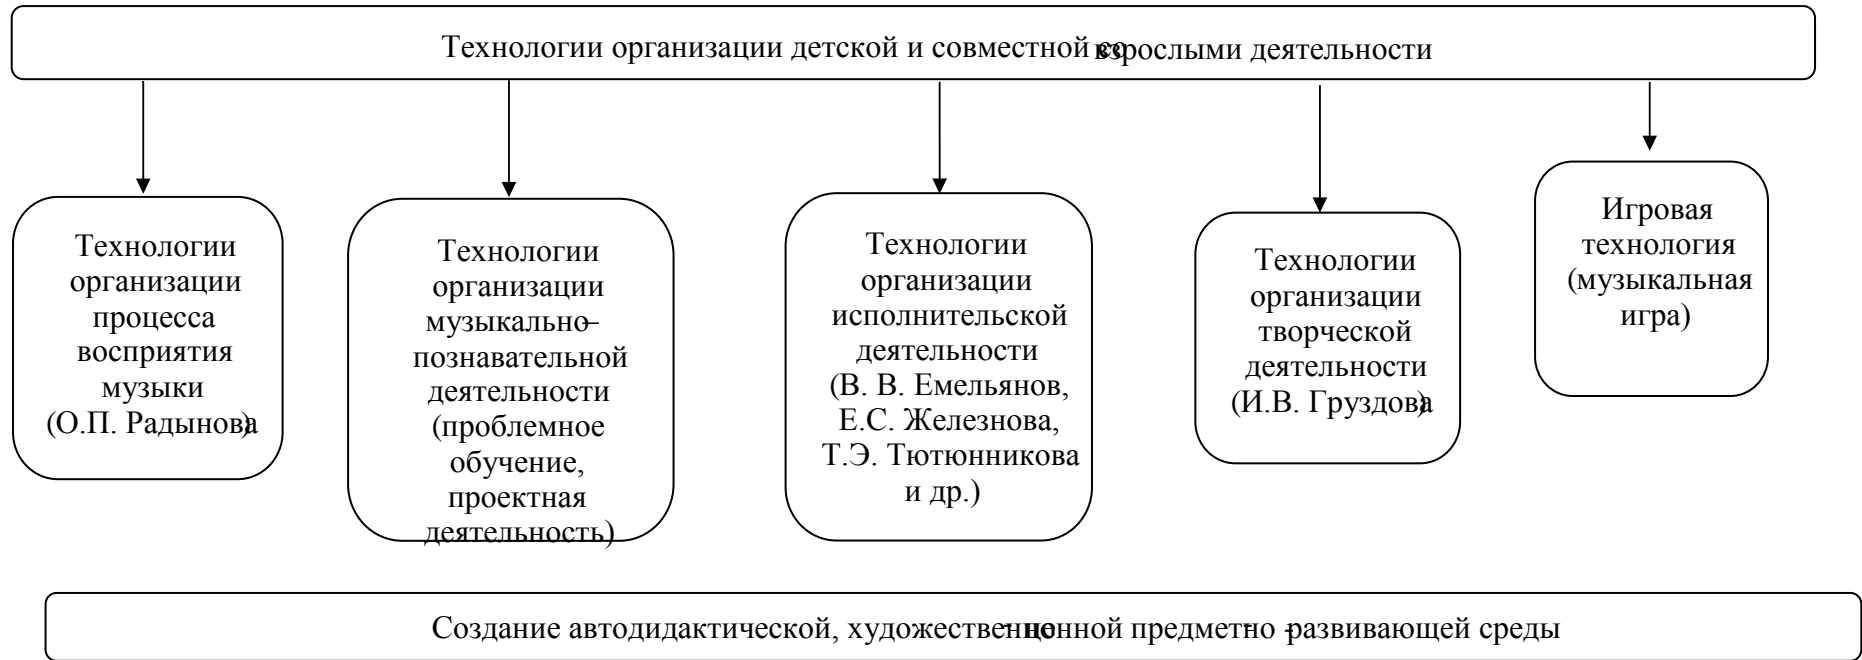 Технологии организации детской и совместной со взрослыми деятельности
Технологии
организации
процесса
восприятия
музыки
(О.П. Радынова)
Технологии
организации
музыкально–
познавательной
деятельности
(проблемное
обучение,
проектная
деятельность)
Технологии
организации
исполнительской
деятельности
(В. В. Емельянов,
Е.С. Железнова,
Т.Э. Тютюнникова
и др.)
Технологии
организации
творческой
деятельности
(И.В. Груздова)
Игровая
технология
(музыкальная
игра)
Создание автодидактической, художественно - ценной предметно - развивающей среды